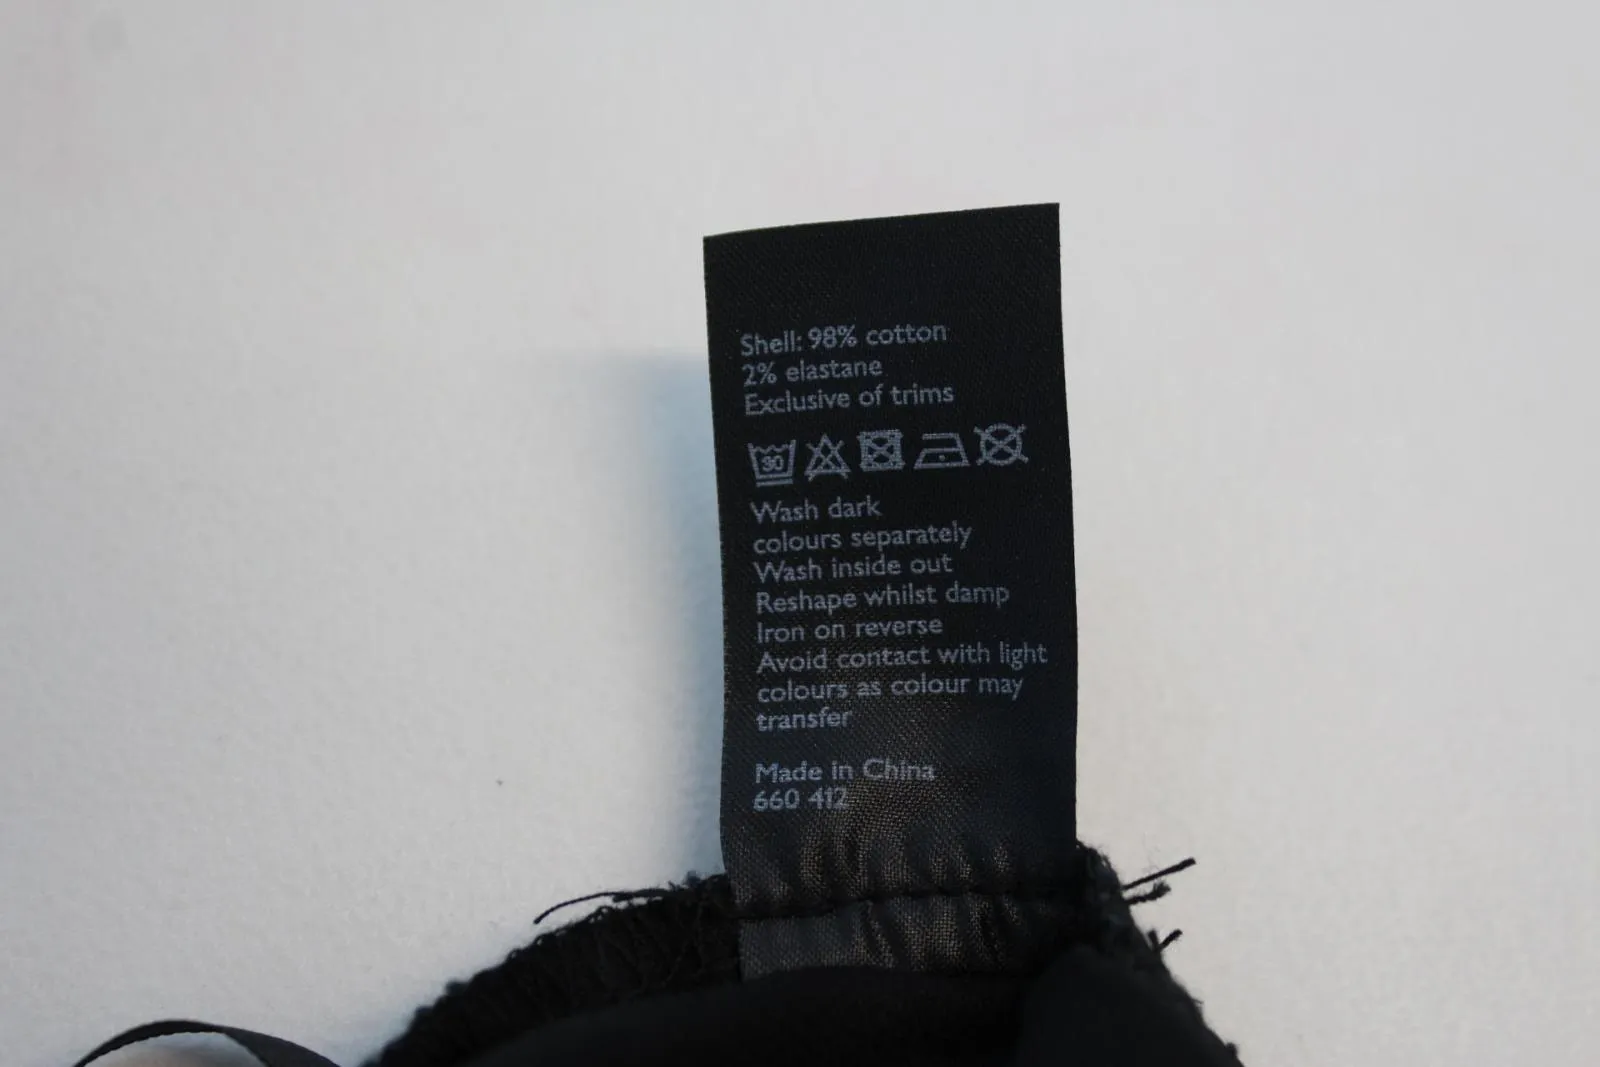 Shell: 98% cotton
2% elastane
Exclusive of trims
30
Wash dark
colours separately
Wash inside out
Reshape whilst damp
Iron on reverse
Avoid contact with light
colours as colour may
transfer
Made in China
660 412